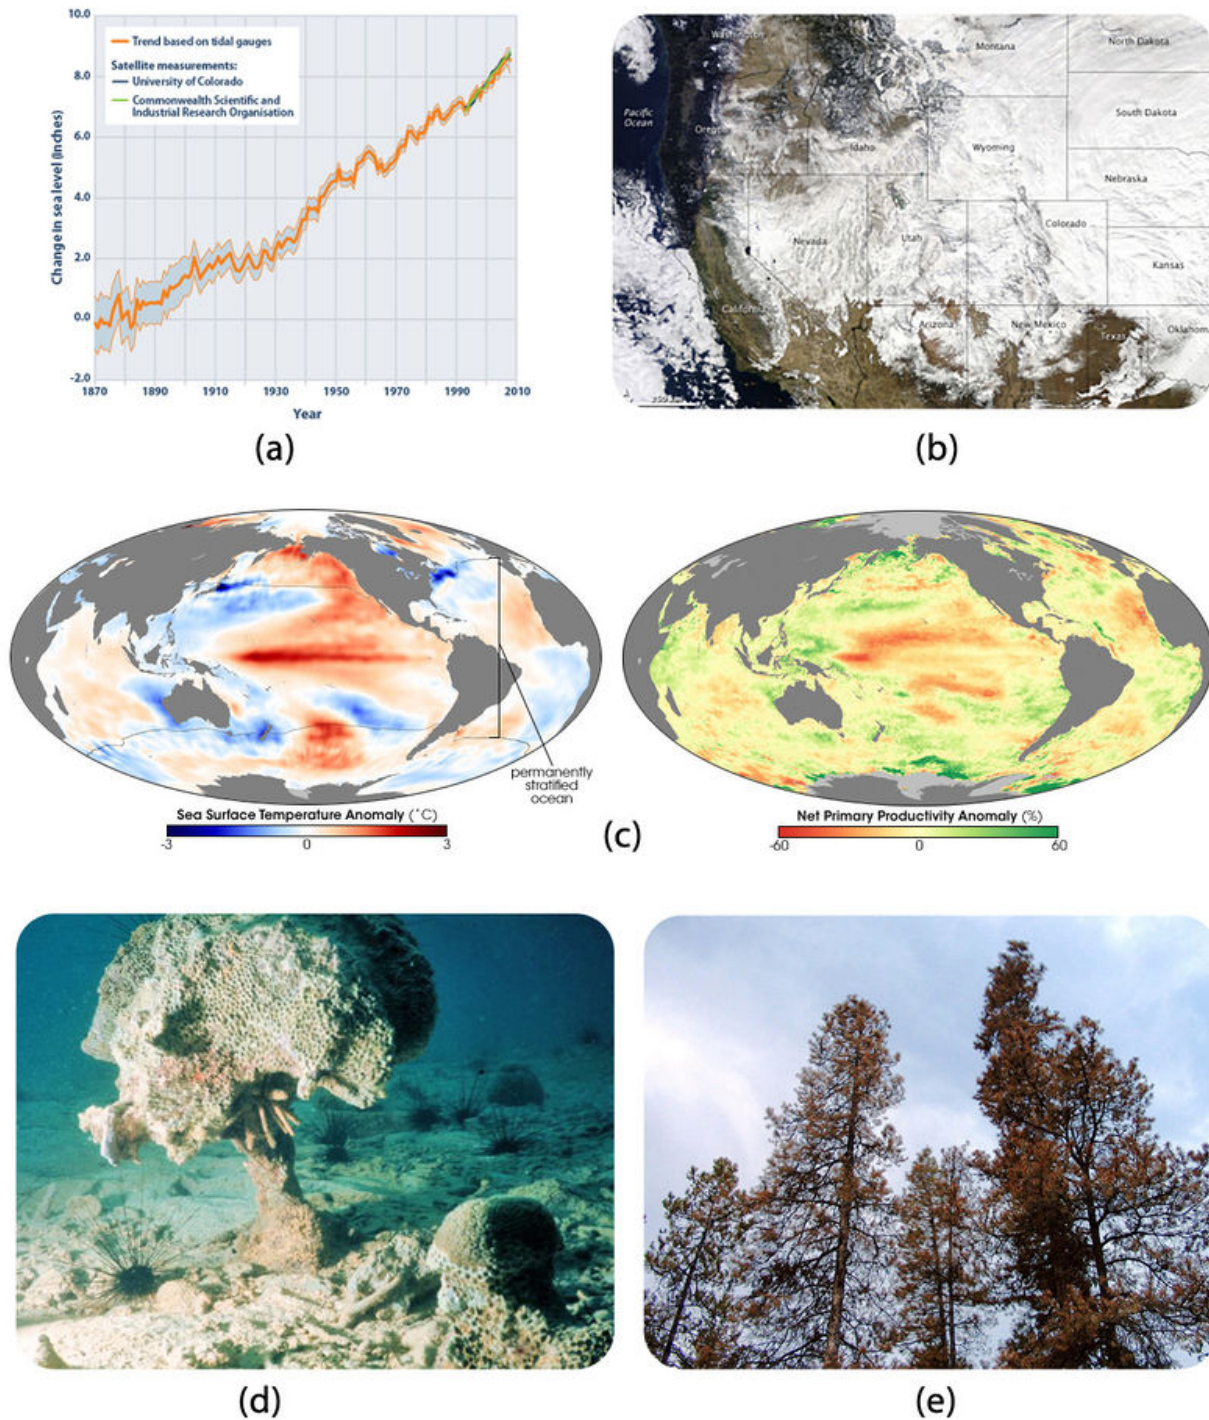 10.0
8.0
6.0
4.0
2.0
0.0
-2.0
Change in sea level (inches)
Trend based on tidal gauges
Satellite measurements:
University of Colorado
Commonwealth Scientific and
Industrial Research Organisation
1870 1890 1910 1930 1950 1970 1990 2010
Year
(a)
Washington
Montana
North Dakota
Pacific
Ocean
South Dakota
Idaho
Wyoming
Nebraska
Nevada
Utah
Colorado
Kansas
California
Arizona
New Mexico
Texas
(b)
permanently
stratified
ocean
Sea Surface Temperature Anomaly (°C)
-3 0 3
Net Primary Productivity Anomaly (%)
-60 0 60
(c)
(d)
(e)